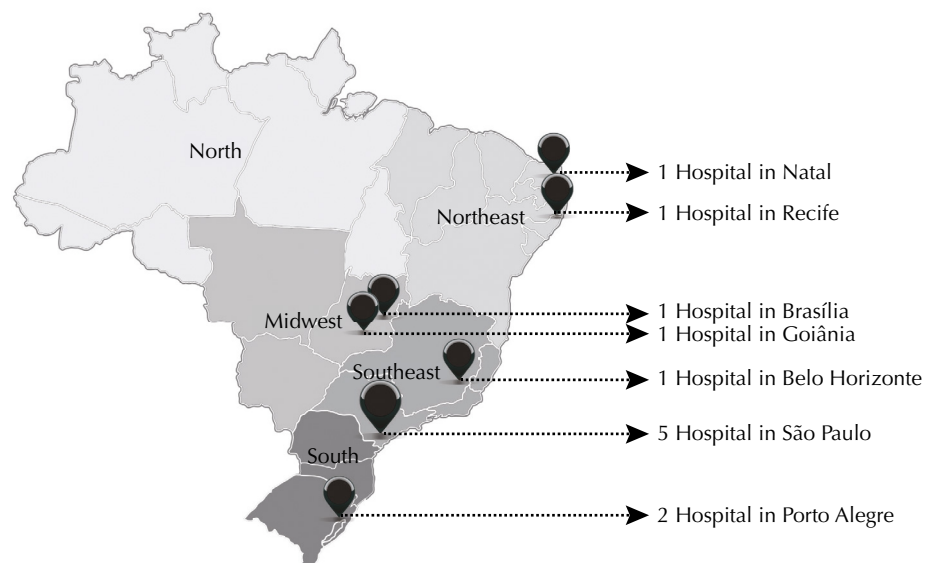 North
1 Hospital in Natal
Northeast
1 Hospital in Recife
1 Hospital in Brasília
Midwest
1 Hospital in Goiânia
Southeast
1 Hospital in Belo Horizonte
5 Hospital in São Paulo
South
2 Hospital in Porto Alegre